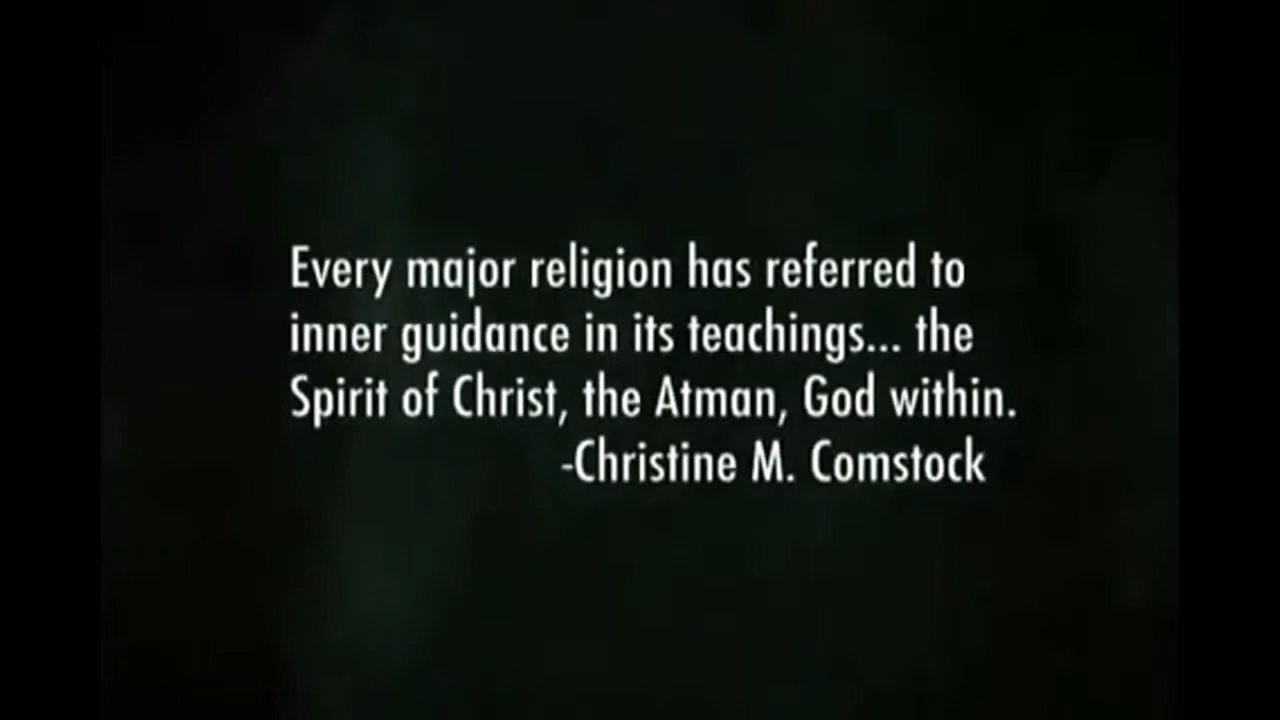 Every major religion has referred to
inner guidance in its teachings... the
Spirit of Christ, the Atman, God within.
-Christine M. Comstock